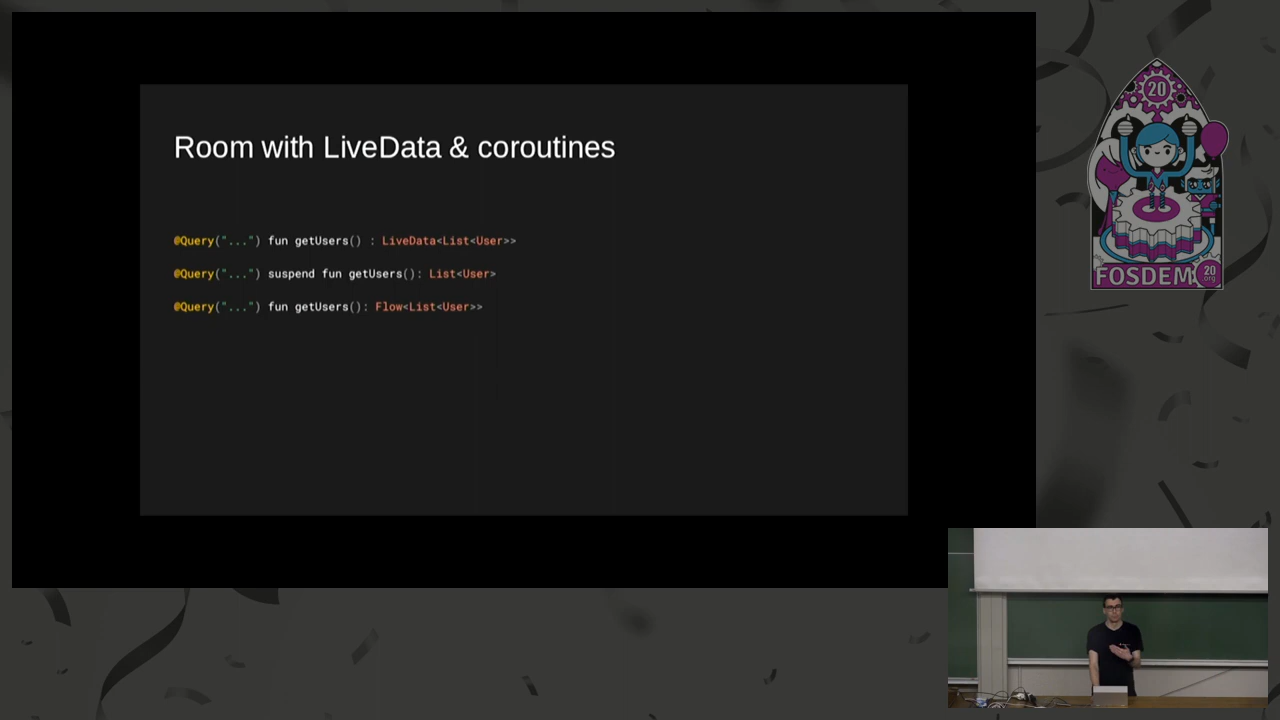 Room with LiveData & coroutines
@Query("...") fun getUsers() : LiveData<List<User>>
@Query("...") suspend fun getUsers(): List<User>
@Query("...") fun getUsers(): Flow<List<User>>
20
FOSDEM
20
.org